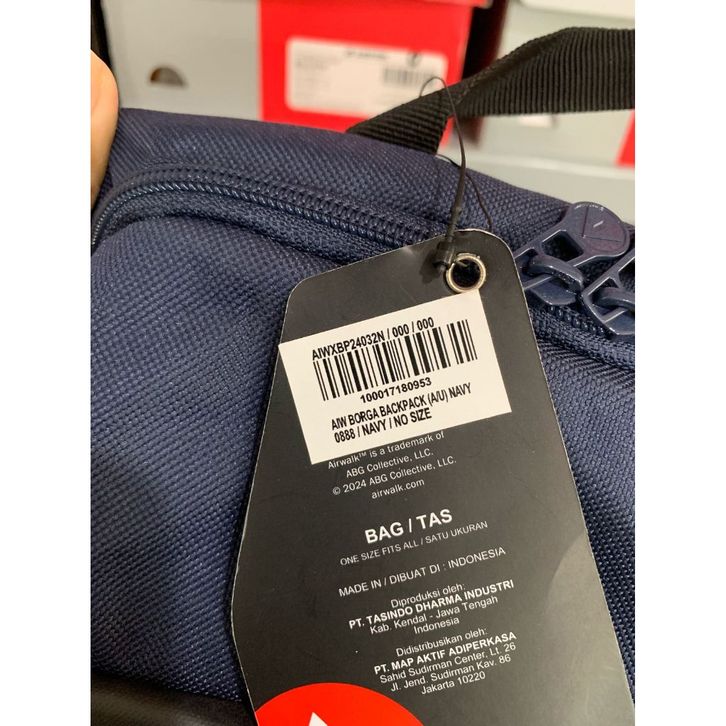 AIWXBP24032N / 000 / 000
100017180953
AIW BORGA BACKPACK (A/U) NAVY
0888 / NAVY / NO SIZE
Airwalk™ is a trademark of
ABG Collective, LLC.
© 2024 ABG Collective, LLC.
airwalk.com
BAG / TAS
ONE SIZE FITS ALL / SATU UKURAN
MADE IN / DIBUAT DI : INDONESIA
Diproduksi oleh:
PT. TASINDO DHARMA INDUSTRI
Kab. Kendal - Jawa Tengah
Indonesia
Didistribusikan oleh:
PT. MAP AKTIF ADIPERKASA
Sahid Sudirman Center, Lt. 26
Jl. Jend. Sudirman Kav. 86
Jakarta 10220